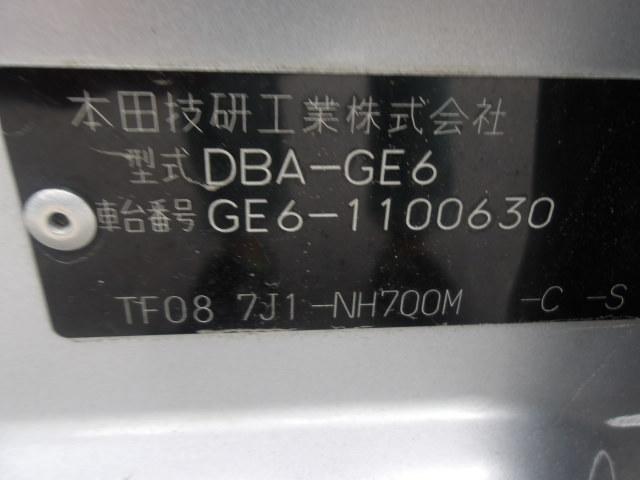 本田技研工業株式会社
型式 DBA-GE6
車台番号 GE6-1100630
TF08 7J1-NH700M -C -S